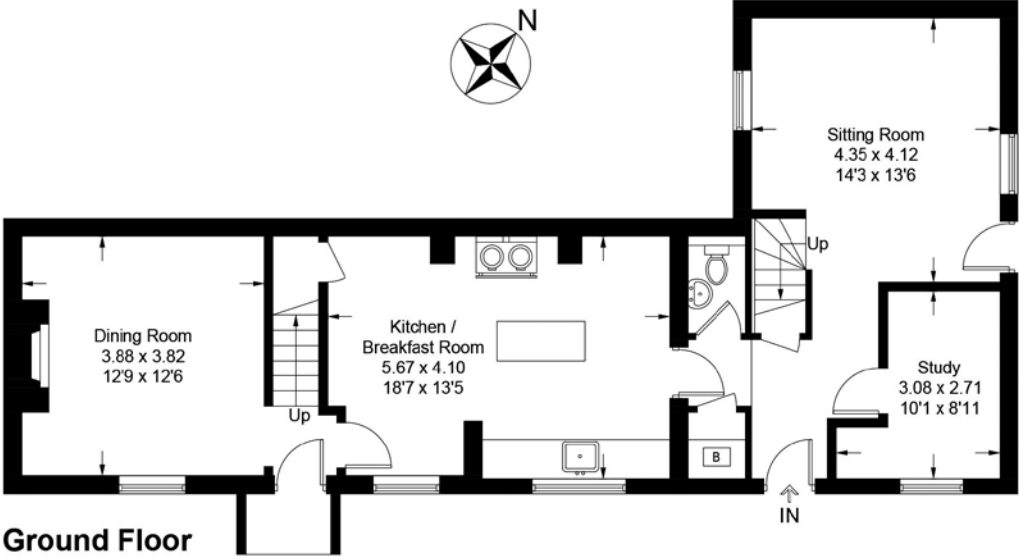 N
Sitting Room
4.35 x 4.12
14'3 x 13'6
Up
Dining Room
3.88 x 3.82
12'9 x 12'6
Up
Kitchen /
Breakfast Room
5.67 x 4.10
18'7 x 13'5
Study
3.08 x 2.71
10'1 x 8'11
B
IN
Ground Floor